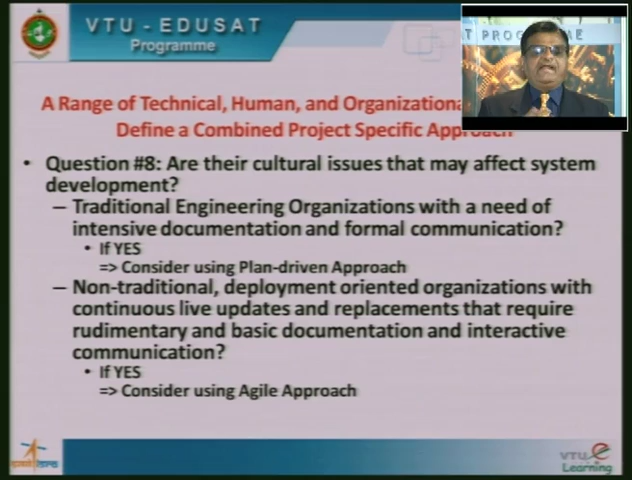 VTU - EDUSAT
Programme
AT PROGRAMME
A Range of Technical, Human, and Organizationa
Define a Combined Project Specific Approach
• Question #8: Are their cultural issues that may affect system
development?
– Traditional Engineering Organizations with a need of
intensive documentation and formal communication?
• If YES
=> Consider using Plan-driven Approach
– Non-traditional, deployment oriented organizations with
continuous live updates and replacements that require
rudimentary and basic documentation and interactive
communication?
• If YES
=> Consider using Agile Approach
VTU e
Learning